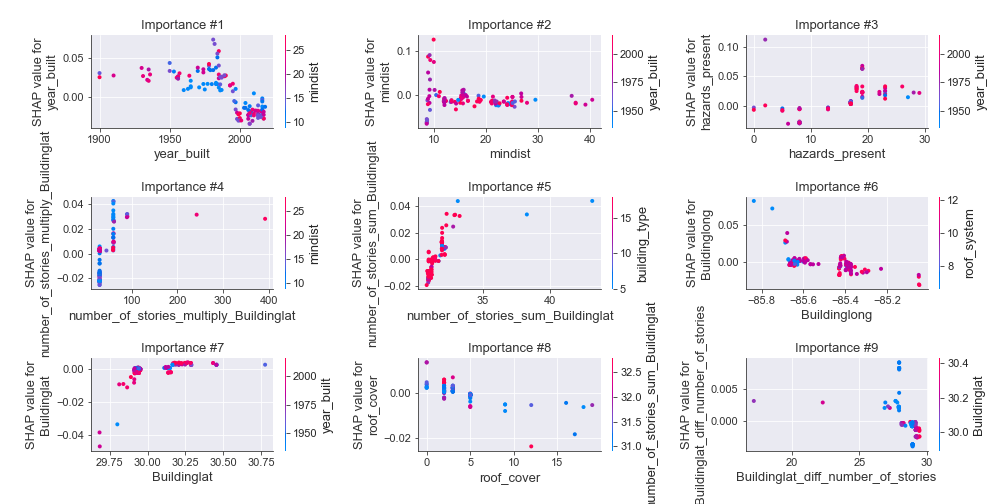 Importance #1
SHAP value for
year_built
0.05
0.00
1900
1950
2000
year_built
25
20
15
10
mindist
Importance #2
SHAP value for
mindist
0.1
0.0
10
20
30
40
mindist
2000
1975
1950
year_built
Importance #3
SHAP value for
hazards_present
0.10
0.05
0.00
0
10
20
30
hazards_present
2000
1975
1950
year_built
Importance #4
SHAP value for
number_of_stories_multiply_Buildinglat
0.04
0.02
0.00
−0.02
100
200
300
400
number_of_stories_multiply_Buildinglat
25
20
15
10
mindist
Importance #5
SHAP value for
number_of_stories_sum_Buildinglat
0.04
0.02
0.00
−0.02
35
40
number_of_stories_sum_Buildinglat
15
10
5
building_type
Importance #6
SHAP value for
Buildinglong
0.05
0.00
−85.8
−85.6
−85.4
−85.2
Buildinglong
12
10
8
roof_system
Importance #7
SHAP value for
Buildinglat
0.00
−0.02
−0.04
29.75
30.00
30.25
30.50
30.75
Buildinglat
2000
1975
1950
year_built
Importance #8
SHAP value for
roof_cover
0.00
−0.02
0
5
10
15
roof_cover
32.5
32.0
31.5
31.0
number_of_stories_sum_Buildinglat
Importance #9
SHAP value for
Buildinglat_diff_number_of_stories
0.005
0.000
20
25
30
Buildinglat_diff_number_of_stories
30.4
30.2
30.0
Buildinglat